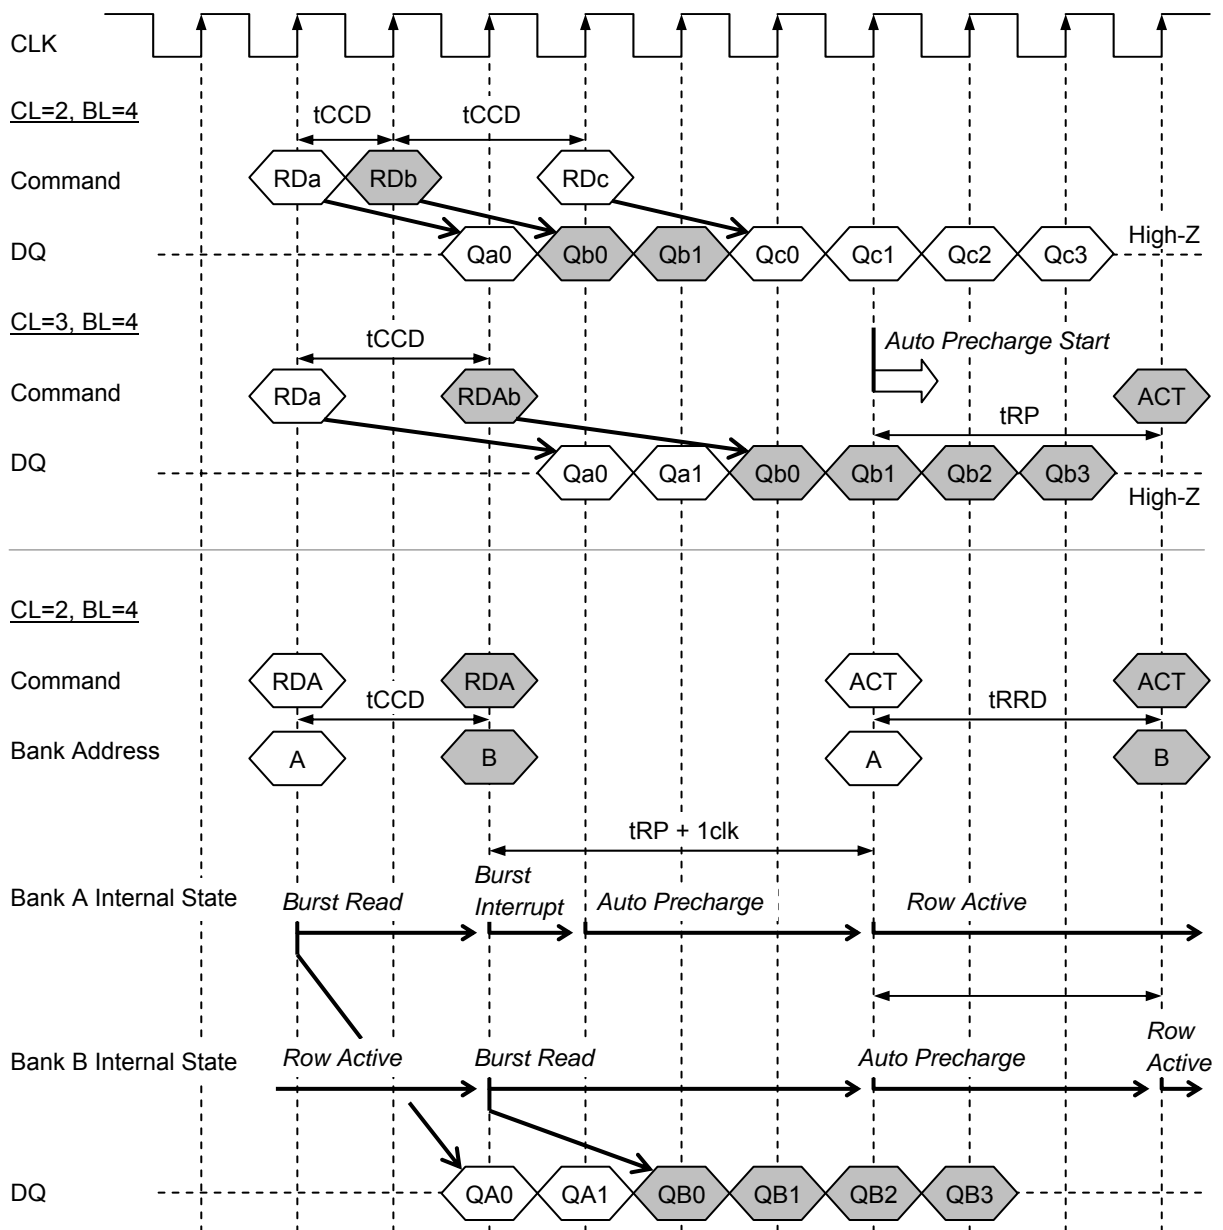 CLK
CL=2, BL=4
tCCD tCCD
Command RDa RDb RDc
DQ Qa0 Qb0 Qb1 Qc0 Qc1 Qc2 Qc3 High-Z
CL=3, BL=4
tCCD Auto Precharge Start
Command RDa RDAb ACT
tRP
DQ Qa0 Qa1 Qb0 Qb1 Qb2 Qb3 High-Z
CL=2, BL=4
Command RDA RDA ACT ACT
tCCD tRRD
Bank Address A B A B
tRP + 1clk
Bank A Internal State Burst Read Burst Interrupt Auto Precharge Row Active
Bank B Internal State Row Active Burst Read Auto Precharge Row Active
DQ QA0 QA1 QB0 QB1 QB2 QB3